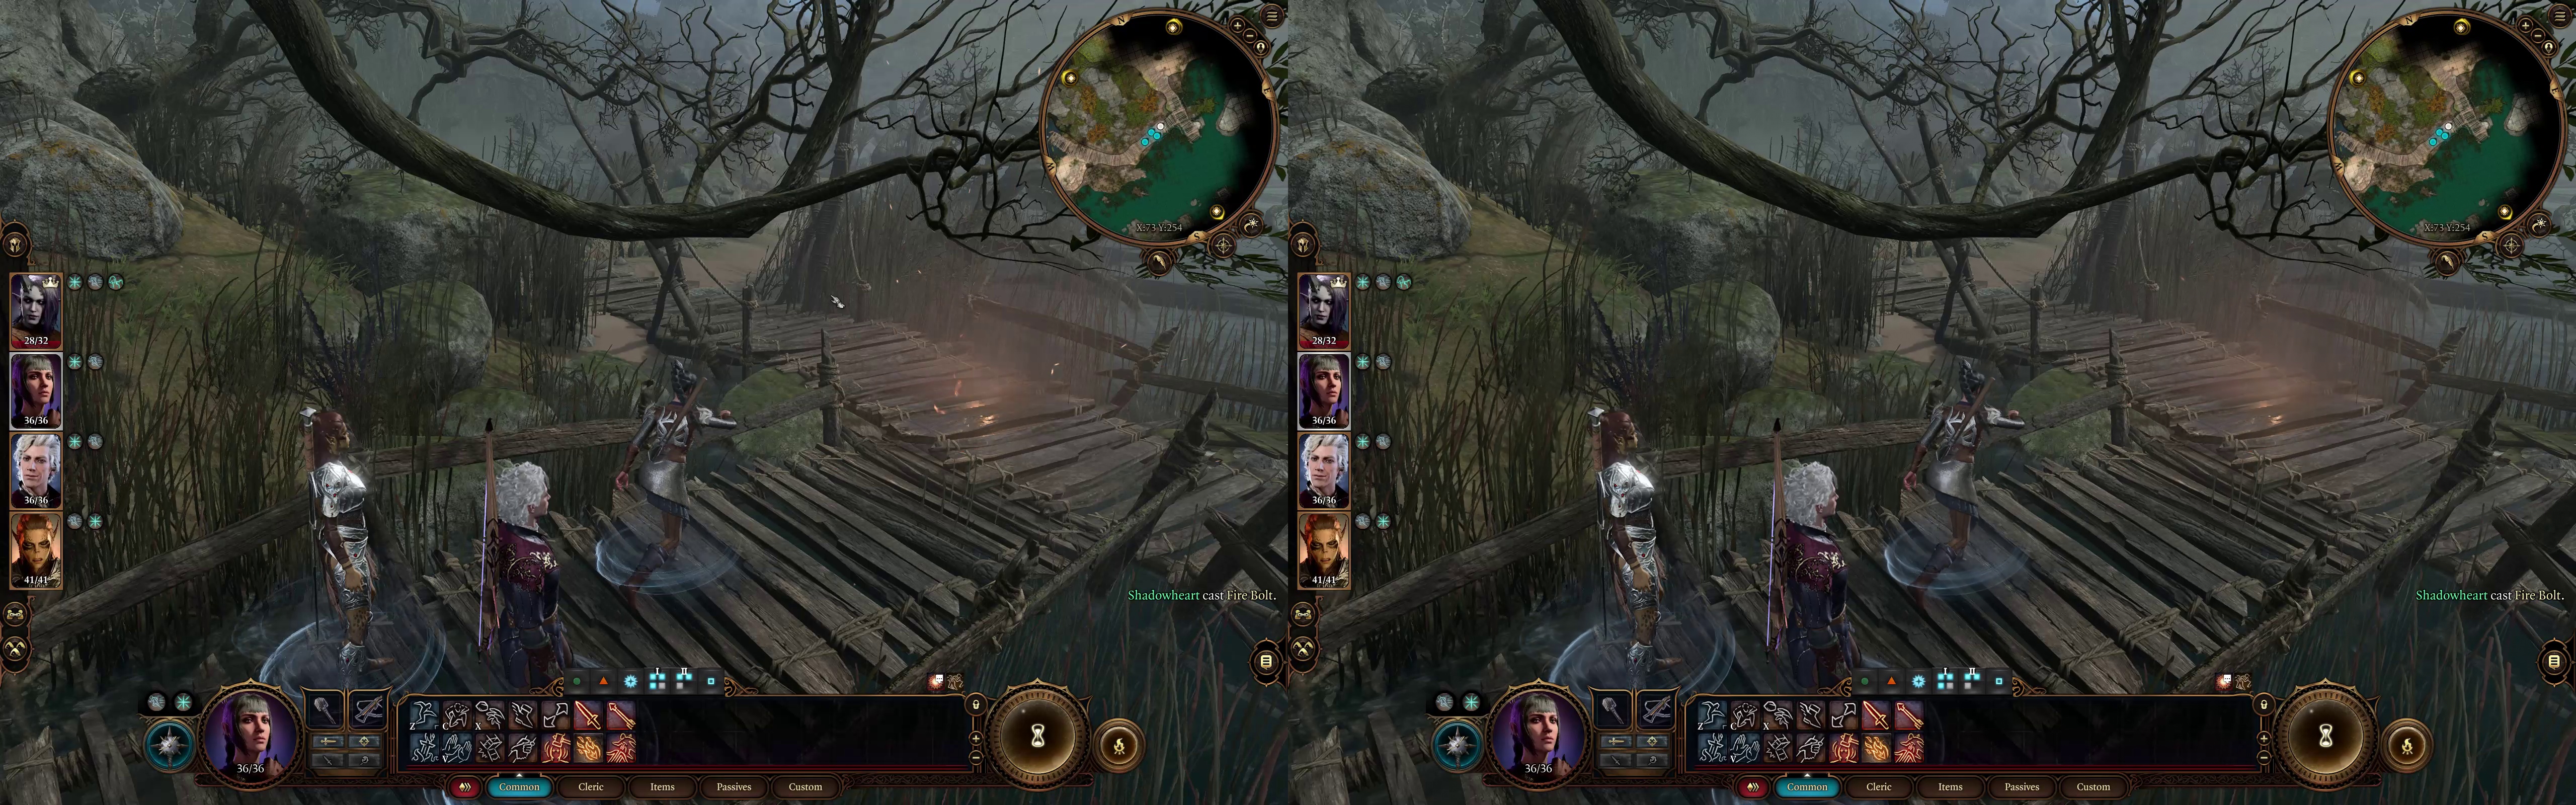 N
X:73 Y:254
S
28/32
36/36
36/36
41/41
Shadowheart cast Fire Bolt.
I II
36/36
Z C X
V
Common Cleric Items Passives Custom
N
X:73 Y:254
S
28/32
36/36
36/36
41/41
Shadowheart cast Fire Bolt.
I II
36/36
Z C X
V
Common Cleric Items Passives Custom